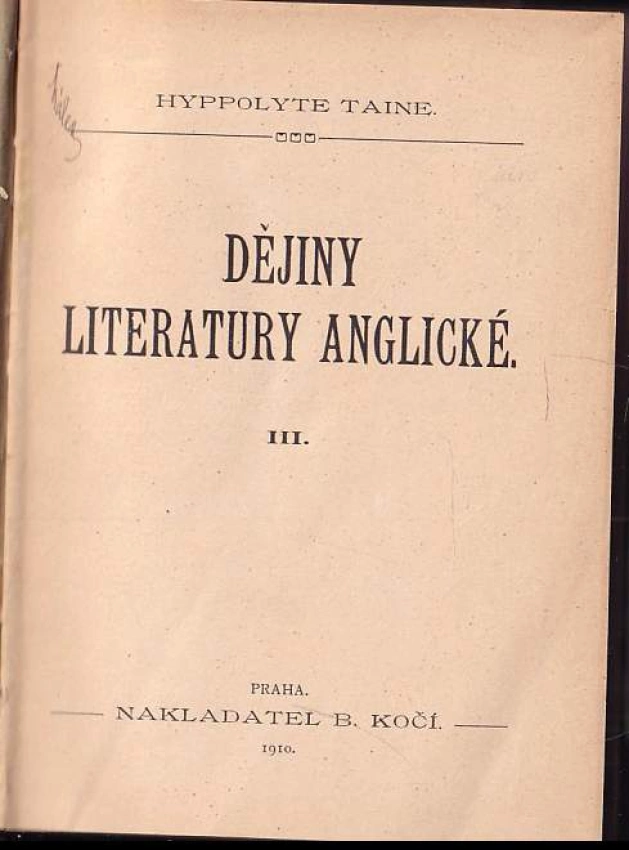 HYPPOLYTE TAINE.
DĚJINY
LITERATURY ANGLICKÉ.
III.
PRAHA.
NAKLADATEL B. KOČÍ.
1910.